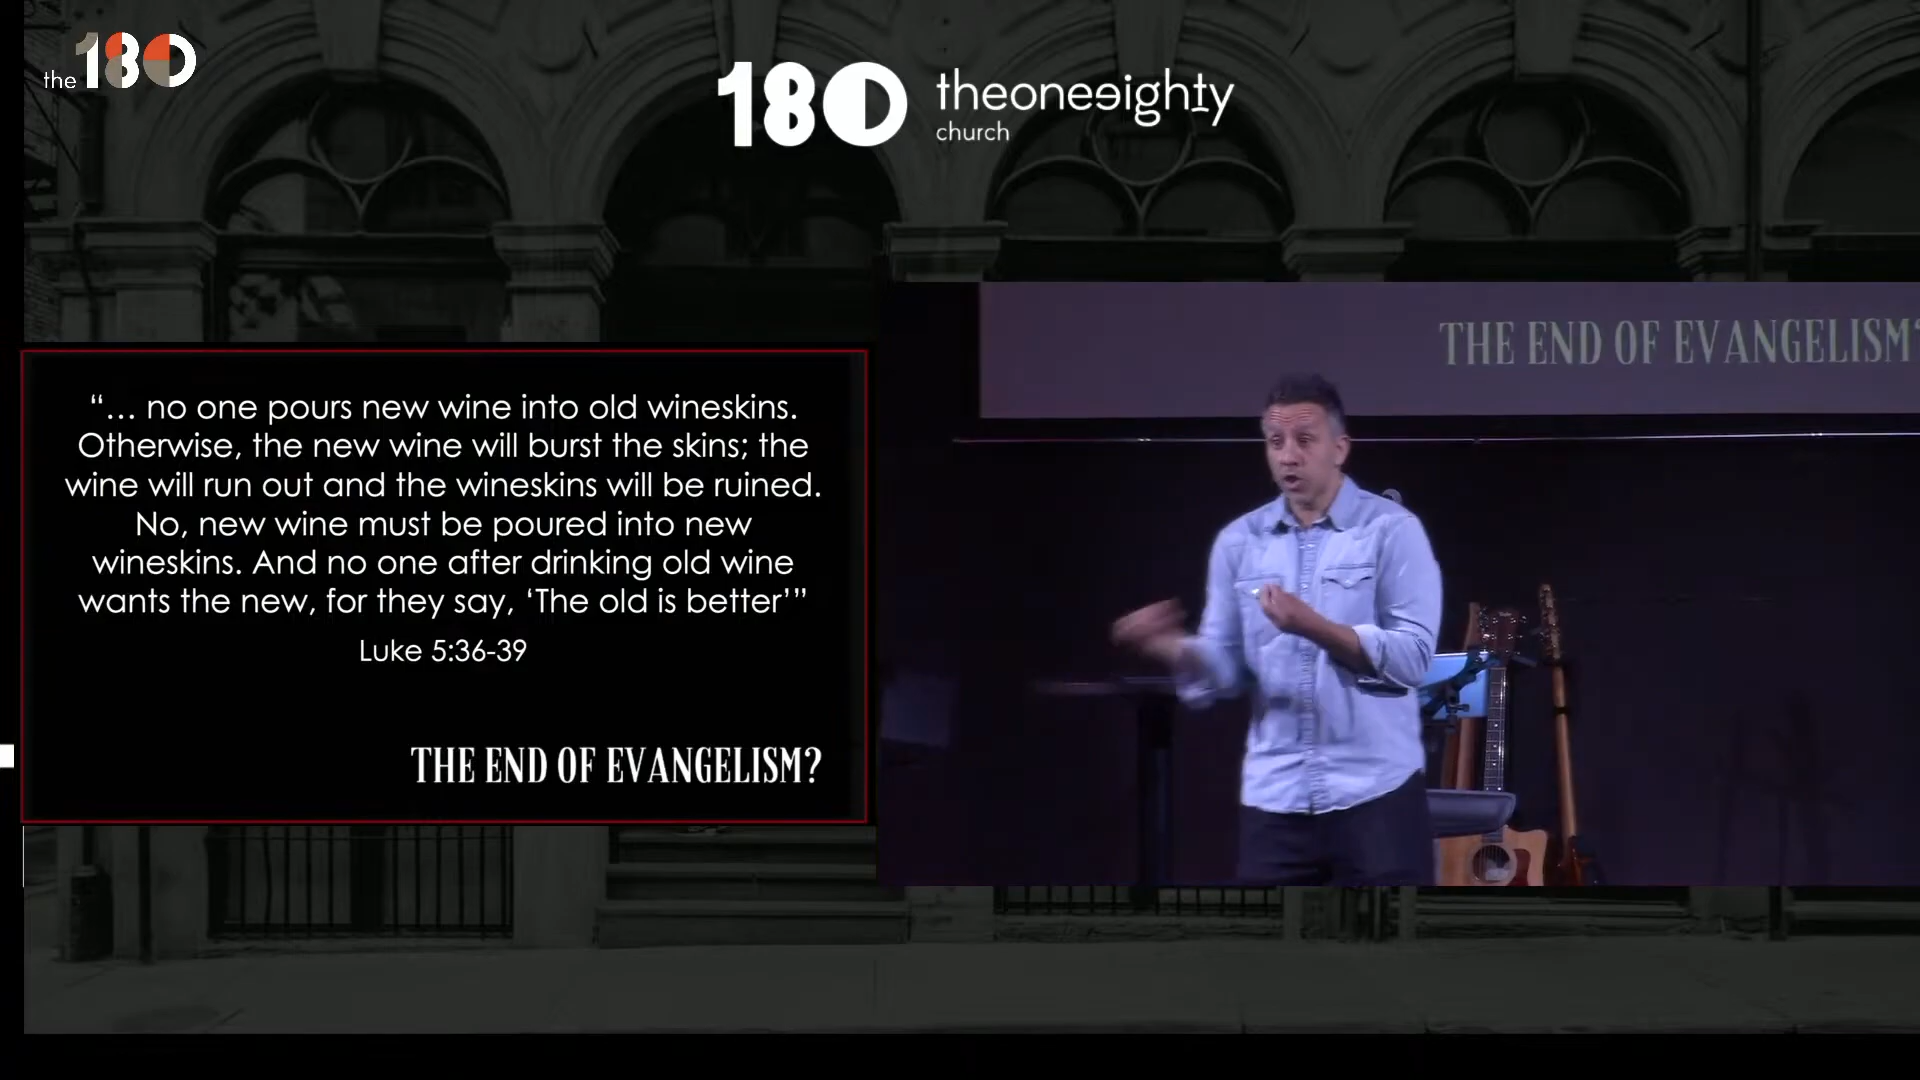 the 180
180 theoneeighty
church
THE END OF EVANGELISM?
“… no one pours new wine into old wineskins.
Otherwise, the new wine will burst the skins; the
wine will run out and the wineskins will be ruined.
No, new wine must be poured into new
wineskins. And no one after drinking old wine
wants the new, for they say, ‘The old is better’”
Luke 5:36-39
THE END OF EVANGELISM?